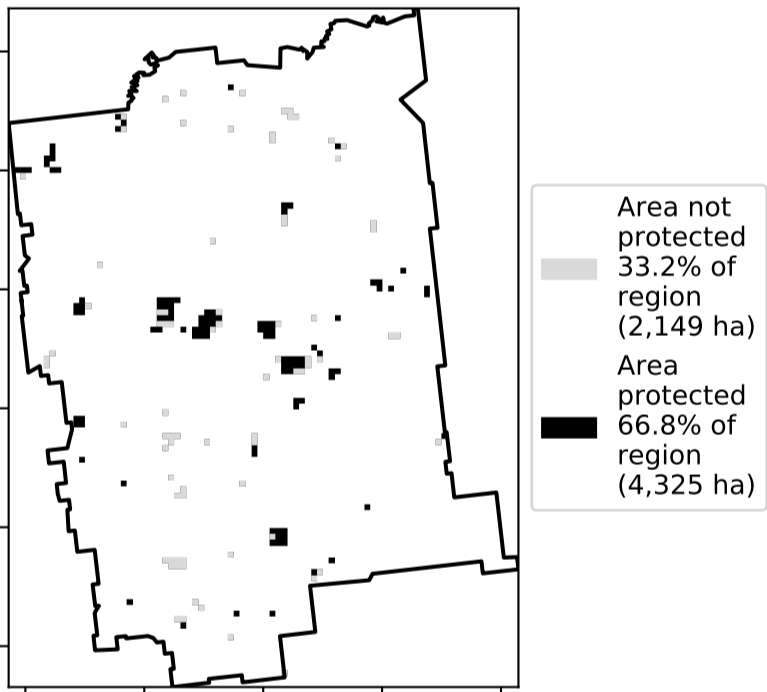 Area not
protected
33.2% of
region
(2,149 ha)
Area
protected
66.8% of
region
(4,325 ha)